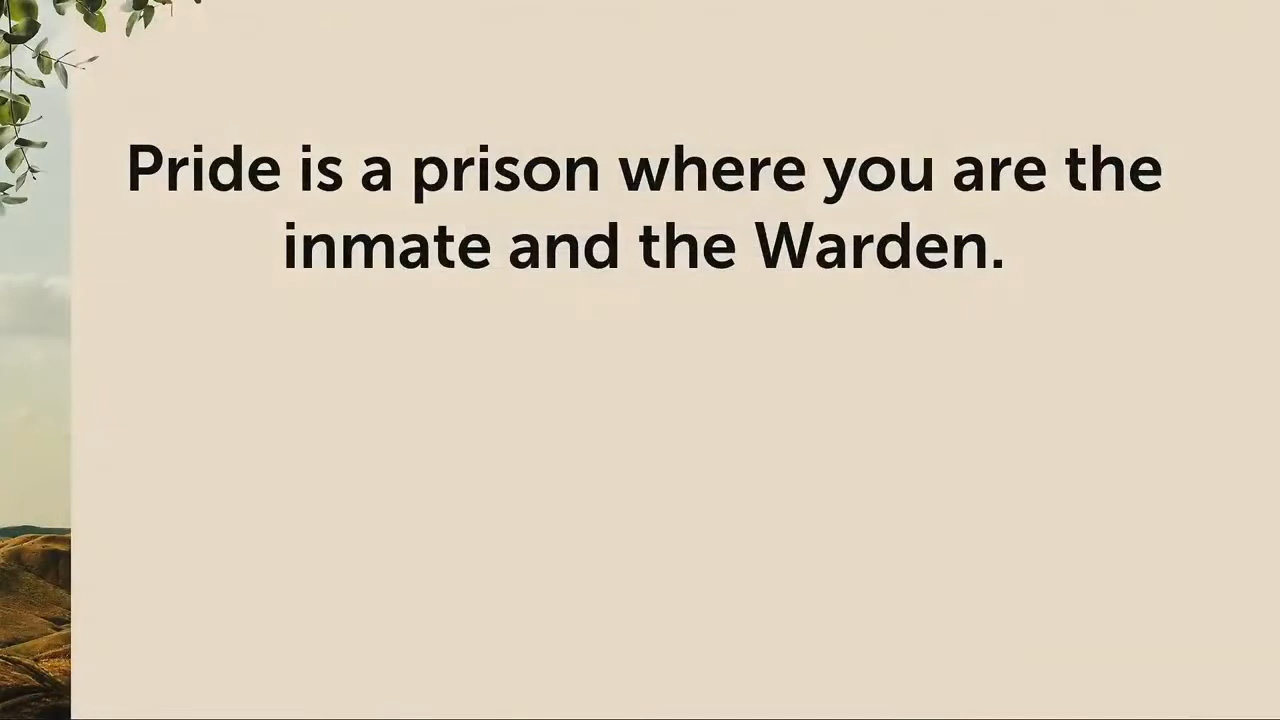 Pride is a prison where you are the
inmate and the Warden.